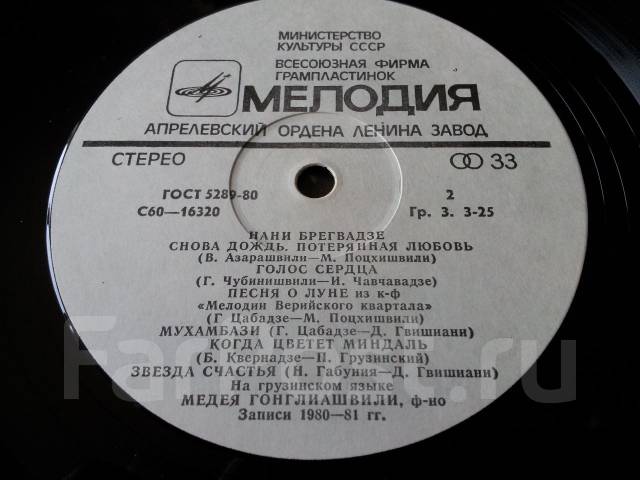 МИНИСТЕРСТВО
КУЛЬТУРЫ СССР
ВСЕСОЮЗНАЯ ФИРМА
ГРАМПЛАСТИНОК
МЕЛОДИЯ
АПРЕЛЕВСКИЙ ОРДЕНА ЛЕНИНА ЗАВОД
СТЕРЕО 33
ГОСТ 5289-80 2
С60—16320 Гр. 3. 3-25
НАНИ БРЕГВАДЗЕ
СНОВА ДОЖДЬ. ПОТЕРЯННАЯ ЛЮБОВЬ
(В. Азарашвили—М. Поцхишвили)
ГОЛОС СЕРДЦА
(Г. Чубинишвили—И. Чавчавадзе)
ПЕСНЯ О ЛУНЕ из к-ф
«Мелодии Верийского квартала»
(Г Цабадзе—М. Поцхишвили)
МУХАМБАЗИ (Г. Цабадзе—Д. Гвишиани)
КОГДА ЦВЕТЕТ МИНДАЛЬ
(Б. Квернадзе—П. Грузинский)
ЗВЕЗДА СЧАСТЬЯ (Н. Габуния—Д. Гвишиани)
На грузинском языке
МЕДЕЯ ГОНГЛИАШВИЛИ, ф-но
Записи 1980—81 гг.